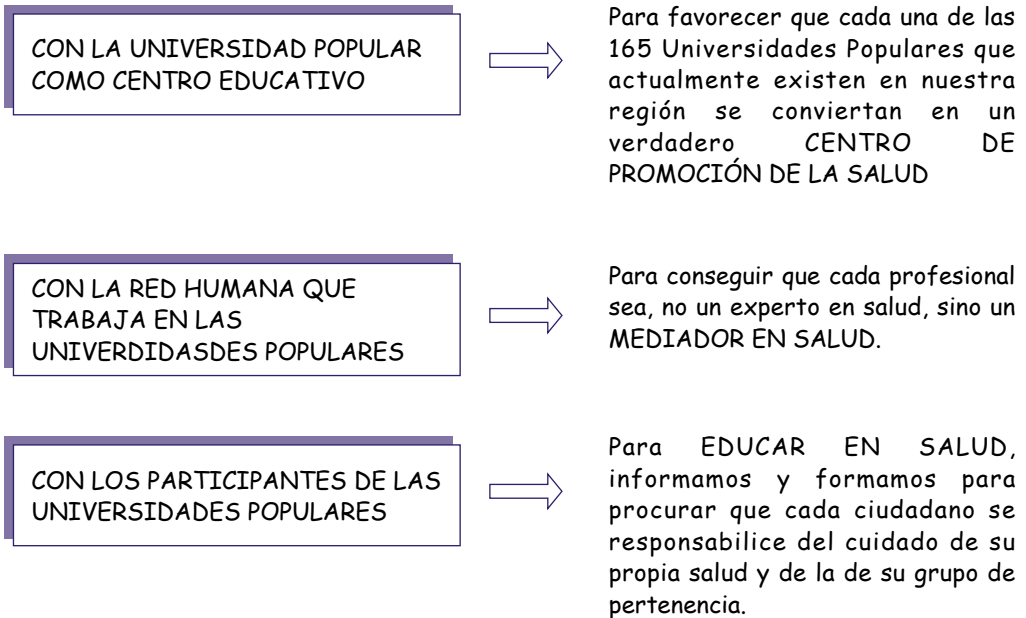 CON LA UNIVERSIDAD POPULAR
COMO CENTRO EDUCATIVO
Para favorecer que cada una de las
165 Universidades Populares que
actualmente existen en nuestra
región se conviertan en un
verdadero CENTRO DE
PROMOCIÓN DE LA SALUD
CON LA RED HUMANA QUE
TRABAJA EN LAS
UNIVERDIDASDES POPULARES
Para conseguir que cada profesional
sea, no un experto en salud, sino un
MEDIADOR EN SALUD.
CON LOS PARTICIPANTES DE LAS
UNIVERSIDADES POPULARES
Para EDUCAR EN SALUD,
informamos y formamos para
procurar que cada ciudadano se
responsabilice del cuidado de su
propia salud y de la de su grupo de
pertenencia.